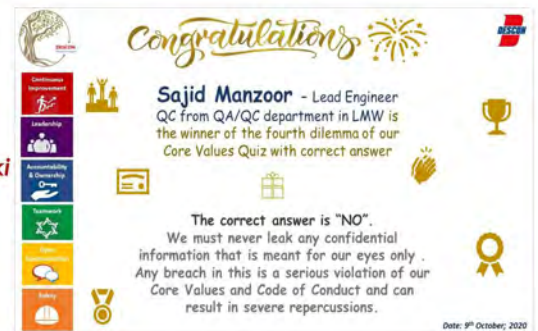 Congratulations
DESCON
DESCON
Continuous
Improvement
Leadership
Accountability
& Ownership
Teamwork
Open
Communication
Safety
ki
Sajid Manzoor - Lead Engineer
QC from QA/QC department in LMW is
the winner of the fourth dilemma of our
Core Values Quiz with correct answer
The correct answer is “NO”.
We must never leak any confidential
information that is meant for our eyes only .
Any breach in this is a serious violation of our
Core Values and Code of Conduct and can
result in severe repercussions.
Date: 9th October; 2020